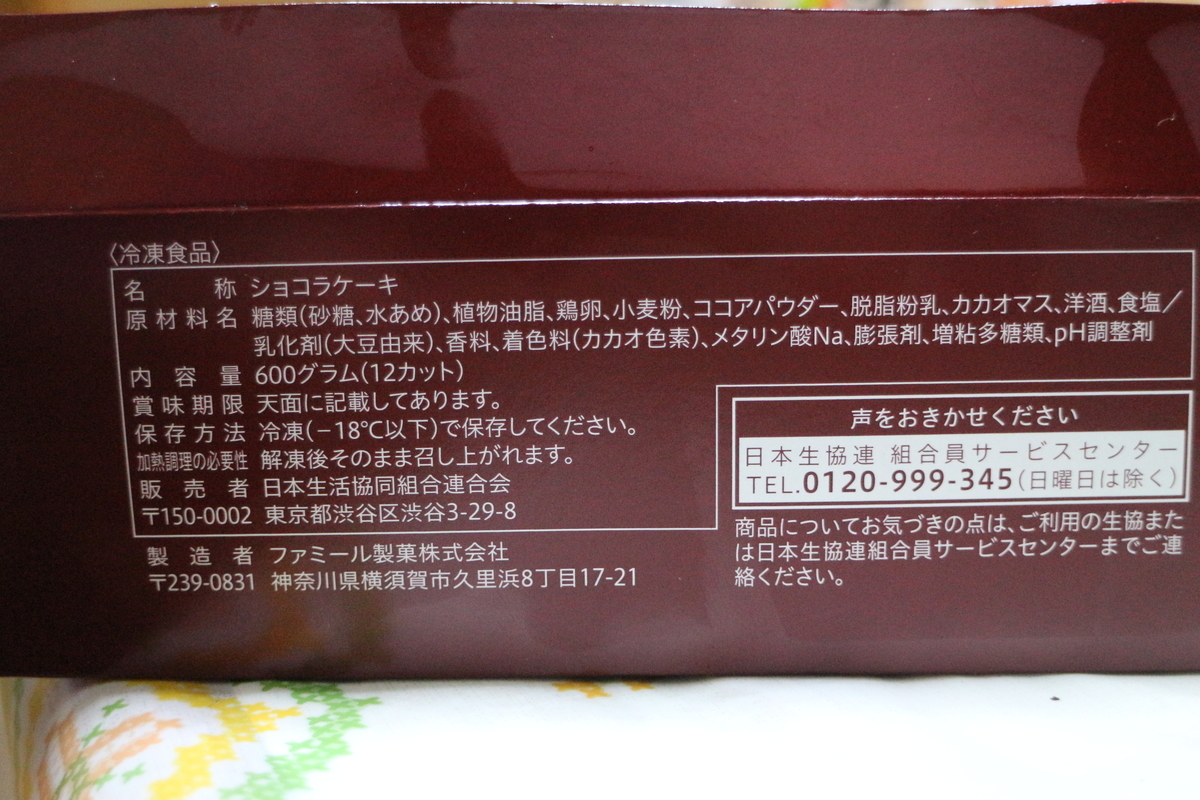 〈冷凍食品〉
名称 ショコラケーキ
原材料名 糖類(砂糖、水あめ)、植物油脂、鶏卵、小麦粉、ココアパウダー、脱脂粉乳、カカオマス、洋酒、食塩／
乳化剤(大豆由来)、香料、着色料(カカオ色素)、メタリン酸Na、膨張剤、増粘多糖類、pH調整剤
内容量 600グラム(12カット)
賞味期限 天面に記載してあります。
保存方法 冷凍(−18℃以下)で保存してください。
加熱調理の必要性 解凍後そのまま召し上がれます。
販売者 日本生活協同組合連合会
〒150-0002 東京都渋谷区渋谷3-29-8
製造者 ファミール製菓株式会社
〒239-0831 神奈川県横須賀市久里浜8丁目17-21
声をおきかせください
日本生協連 組合員サービスセンター
TEL.0120-999-345(日曜日は除く)
商品についてお気づきの点は、ご利用の生協また
は日本生協連組合員サービスセンターまでご連
絡ください。